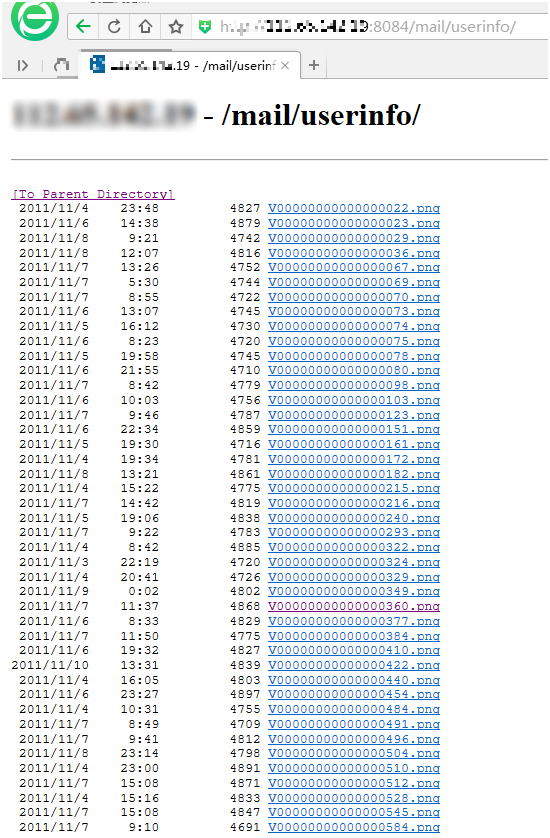 :8084/mail/userinfo/
.19 - /mail/userinf
- /mail/userinfo/
[To Parent Directory]
2011/11/4 23:48 4827 V00000000000000022.png
2011/11/6 14:38 4879 V00000000000000023.png
2011/11/8 9:21 4742 V00000000000000029.png
2011/11/8 12:07 4816 V00000000000000036.png
2011/11/7 13:26 4752 V00000000000000067.png
2011/11/7 5:30 4744 V00000000000000069.png
2011/11/7 8:55 4722 V00000000000000070.png
2011/11/6 13:07 4745 V00000000000000073.png
2011/11/5 16:12 4730 V00000000000000074.png
2011/11/6 8:23 4720 V00000000000000075.png
2011/11/5 19:58 4745 V00000000000000078.png
2011/11/6 21:55 4710 V00000000000000080.png
2011/11/7 8:42 4779 V00000000000000098.png
2011/11/6 10:03 4756 V00000000000000103.png
2011/11/7 9:46 4787 V00000000000000123.png
2011/11/6 22:34 4859 V00000000000000151.png
2011/11/5 19:30 4716 V00000000000000161.png
2011/11/4 19:34 4781 V00000000000000172.png
2011/11/8 13:21 4861 V00000000000000182.png
2011/11/4 15:22 4775 V00000000000000215.png
2011/11/7 14:42 4819 V00000000000000216.png
2011/11/5 19:06 4838 V00000000000000240.png
2011/11/7 9:22 4783 V00000000000000293.png
2011/11/4 8:42 4885 V00000000000000322.png
2011/11/3 22:19 4720 V00000000000000324.png
2011/11/4 20:41 4726 V00000000000000329.png
2011/11/9 0:02 4802 V00000000000000349.png
2011/11/7 11:37 4868 V00000000000000360.png
2011/11/6 8:33 4829 V00000000000000377.png
2011/11/7 11:50 4775 V00000000000000384.png
2011/11/6 19:32 4827 V00000000000000410.png
2011/11/10 13:31 4839 V00000000000000422.png
2011/11/4 16:05 4803 V00000000000000440.png
2011/11/6 23:27 4897 V00000000000000454.png
2011/11/4 10:31 4755 V00000000000000484.png
2011/11/7 8:49 4709 V00000000000000491.png
2011/11/7 9:41 4812 V00000000000000496.png
2011/11/8 23:14 4798 V00000000000000504.png
2011/11/4 23:00 4891 V00000000000000510.png
2011/11/7 15:08 4871 V00000000000000512.png
2011/11/4 15:16 4833 V00000000000000528.png
2011/11/7 15:08 4847 V00000000000000545.png
2011/11/7 9:10 4691 V00000000000000584.png